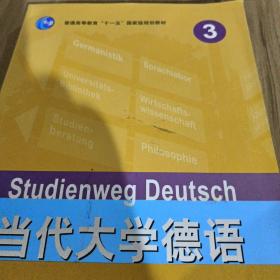 普通高等教育“十一五”国家级规划教材
3
Germanistik
Sprachlabor
Universitäts-
Bibliothek
Wirtschafts-
wissenschaft
Studien-
beratung
Philosophie
Studienweg Deutsch
当代大学德语